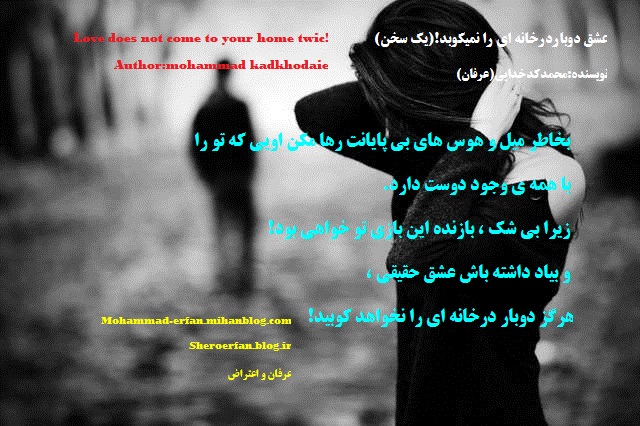 Love does not come to your home twic!
Author:mohammad kadkhodaie
عشق دوباردرخانه ای را نمیکوبد!(یک سخن)
نویسنده:محمدکدخدایی(عرفان)
بخاطر میل و هوس های بی پایانت رها مکن اویی که تو را
با همه ی وجود دوست دارد.
زیرا بی شک ، بازنده این بازی تو خواهی بود!
و بیاد داشته باش عشق حقیقی ،
هرگز دوبار درخانه ای را نخواهد کوبید!
Mohammad-erfan.mihanblog.com
Sheroerfan.blog.ir
عرفان و اعتراض